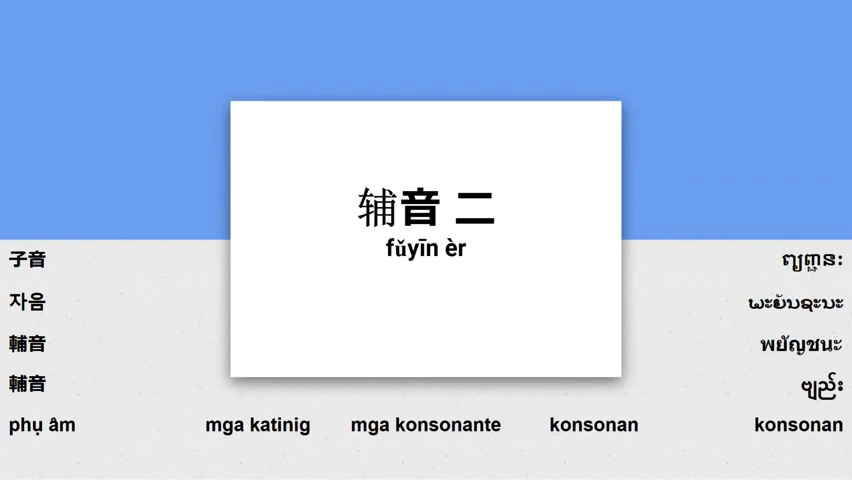 辅音 二
fǔyīn èr
子音
자음
輔音
輔音
phụ âm
mga katinig
mga konsonante
konsonan
konsonan
ព្យញ្ជនៈ
ພະຍັນຊະນະ
พยัญชนะ
ဗျည်း